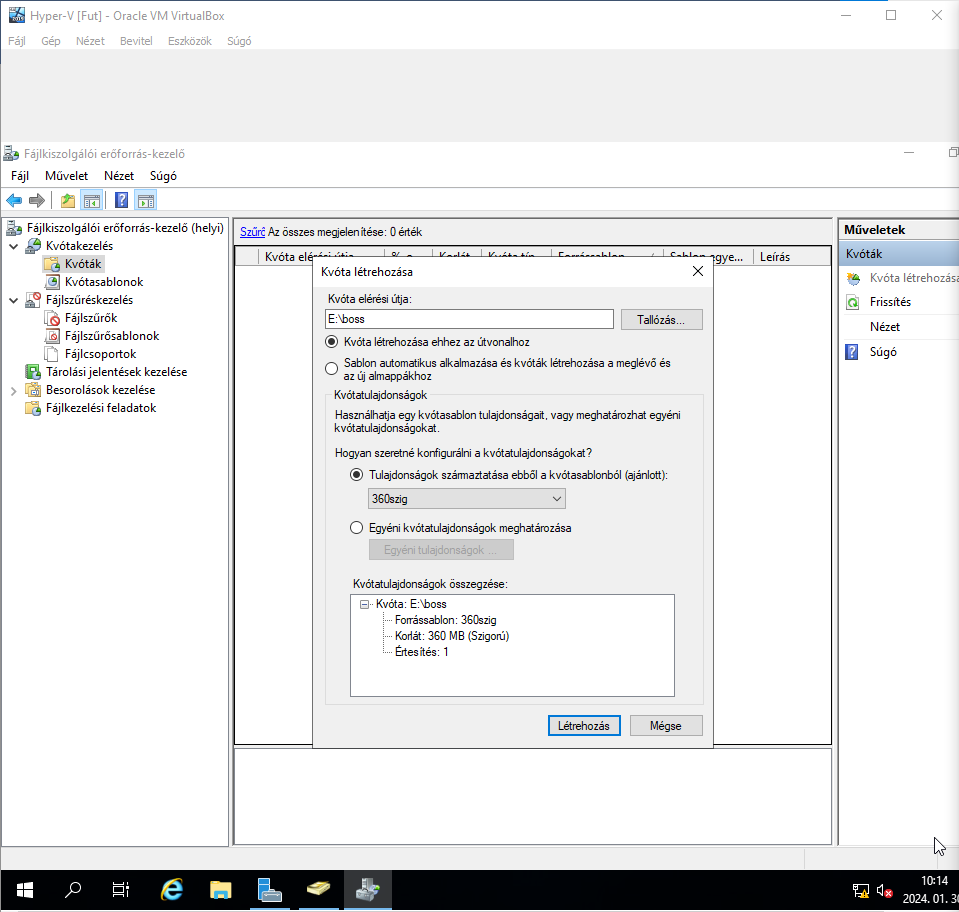 Hyper-V [Fut] - Oracle VM VirtualBox
Fájl Gép Nézet Bevitel Eszközök Súgó
Fájlkiszolgálói erőforrás-kezelő
Fájl Művelet Nézet Súgó
Fájlkiszolgálói erőforrás-kezelő (helyi)
Kvótakezelés
Kvóták
Kvótasablonok
Fájlszűréskezelés
Fájlszűrők
Fájlszűrősablonok
Fájlcsoportok
Tárolási jelentések kezelése
Besorolások kezelése
Fájlkezelési feladatok
Szűrő Az összes megjelenítése: 0 érték
Kvóta elérési útja Korlát Kvóta típ... Forrássablon Sablon egye... Leírás
Kvóta létrehozása
Kvóta elérési útja:
E:\boss
Tallózás...
Kvóta létrehozása ehhez az útvonalhoz
Sablon automatikus alkalmazása és kvóták létrehozása a meglévő és
az új almappákhoz
Kvótatulajdonságok
Használhatja egy kvótasablon tulajdonságait, vagy meghatározhat egyéni
kvótatulajdonságokat.
Hogyan szeretné konfigurálni a kvótatulajdonságokat?
Tulajdonságok származtatása ebből a kvótasablonból (ajánlott):
360szig
Egyéni kvótatulajdonságok meghatározása
Egyéni tulajdonságok ...
Kvótatulajdonságok összegzése:
Kvóta: E:\boss
Forrássablon: 360szig
Korlát: 360 MB (Szigorú)
Értesítés: 1
Létrehozás
Mégse
Műveletek
Kvóták
Kvóta létrehozása
Frissítés
Nézet
Súgó
10:14
2024. 01. 30